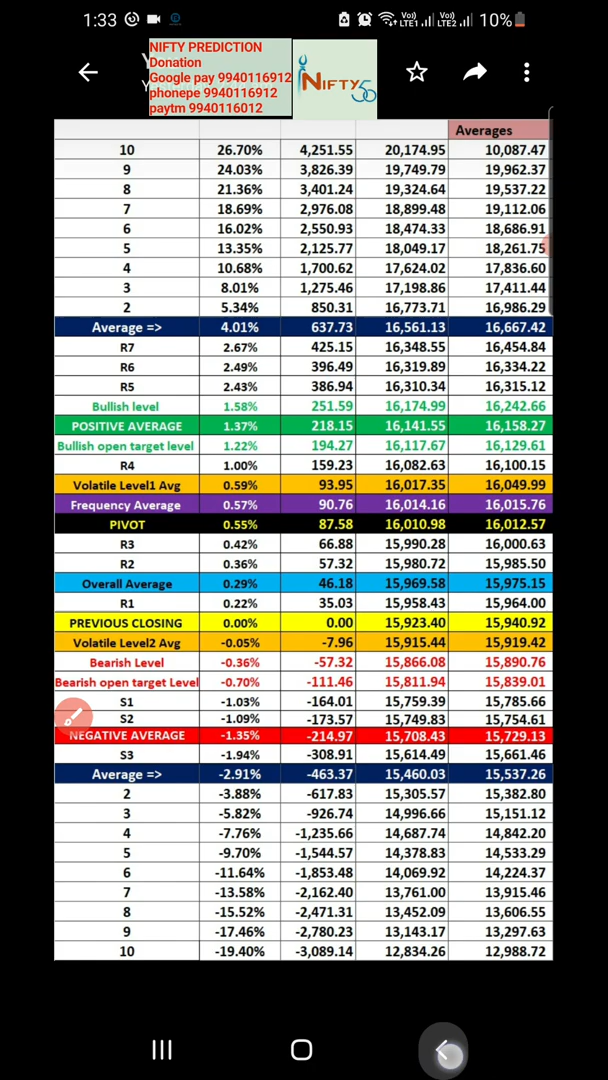 1:33 Vo)) LTE1 Vo)) LTE2 10%
NIFTY PREDICTION
Donation
Google pay 9940116912
phonepe 9940116912
paytm 9940116012
NIFTY50
Averages
10 26.70% 4,251.55 20,174.95 10,087.47
9 24.03% 3,826.39 19,749.79 19,962.37
8 21.36% 3,401.24 19,324.64 19,537.22
7 18.69% 2,976.08 18,899.48 19,112.06
6 16.02% 2,550.93 18,474.33 18,686.91
5 13.35% 2,125.77 18,049.17 18,261.75
4 10.68% 1,700.62 17,624.02 17,836.60
3 8.01% 1,275.46 17,198.86 17,411.44
2 5.34% 850.31 16,773.71 16,986.29
Average => 4.01% 637.73 16,561.13 16,667.42
R7 2.67% 425.15 16,348.55 16,454.84
R6 2.49% 396.49 16,319.89 16,334.22
R5 2.43% 386.94 16,310.34 16,315.12
Bullish level 1.58% 251.59 16,174.99 16,242.66
POSITIVE AVERAGE 1.37% 218.15 16,141.55 16,158.27
Bullish open target level 1.22% 194.27 16,117.67 16,129.61
R4 1.00% 159.23 16,082.63 16,100.15
Volatile Level1 Avg 0.59% 93.95 16,017.35 16,049.99
Frequency Average 0.57% 90.76 16,014.16 16,015.76
PIVOT 0.55% 87.58 16,010.98 16,012.57
R3 0.42% 66.88 15,990.28 16,000.63
R2 0.36% 57.32 15,980.72 15,985.50
Overall Average 0.29% 46.18 15,969.58 15,975.15
R1 0.22% 35.03 15,958.43 15,964.00
PREVIOUS CLOSING 0.00% 0.00 15,923.40 15,940.92
Volatile Level2 Avg -0.05% -7.96 15,915.44 15,919.42
Bearish Level -0.36% -57.32 15,866.08 15,890.76
Bearish open target Level -0.70% -111.46 15,811.94 15,839.01
S1 -1.03% -164.01 15,759.39 15,785.66
S2 -1.09% -173.57 15,749.83 15,754.61
NEGATIVE AVERAGE -1.35% -214.97 15,708.43 15,729.13
S3 -1.94% -308.91 15,614.49 15,661.46
Average => -2.91% -463.37 15,460.03 15,537.26
2 -3.88% -617.83 15,305.57 15,382.80
3 -5.82% -926.74 14,996.66 15,151.12
4 -7.76% -1,235.66 14,687.74 14,842.20
5 -9.70% -1,544.57 14,378.83 14,533.29
6 -11.64% -1,853.48 14,069.92 14,224.37
7 -13.58% -2,162.40 13,761.00 13,915.46
8 -15.52% -2,471.31 13,452.09 13,606.55
9 -17.46% -2,780.23 13,143.17 13,297.63
10 -19.40% -3,089.14 12,834.26 12,988.72